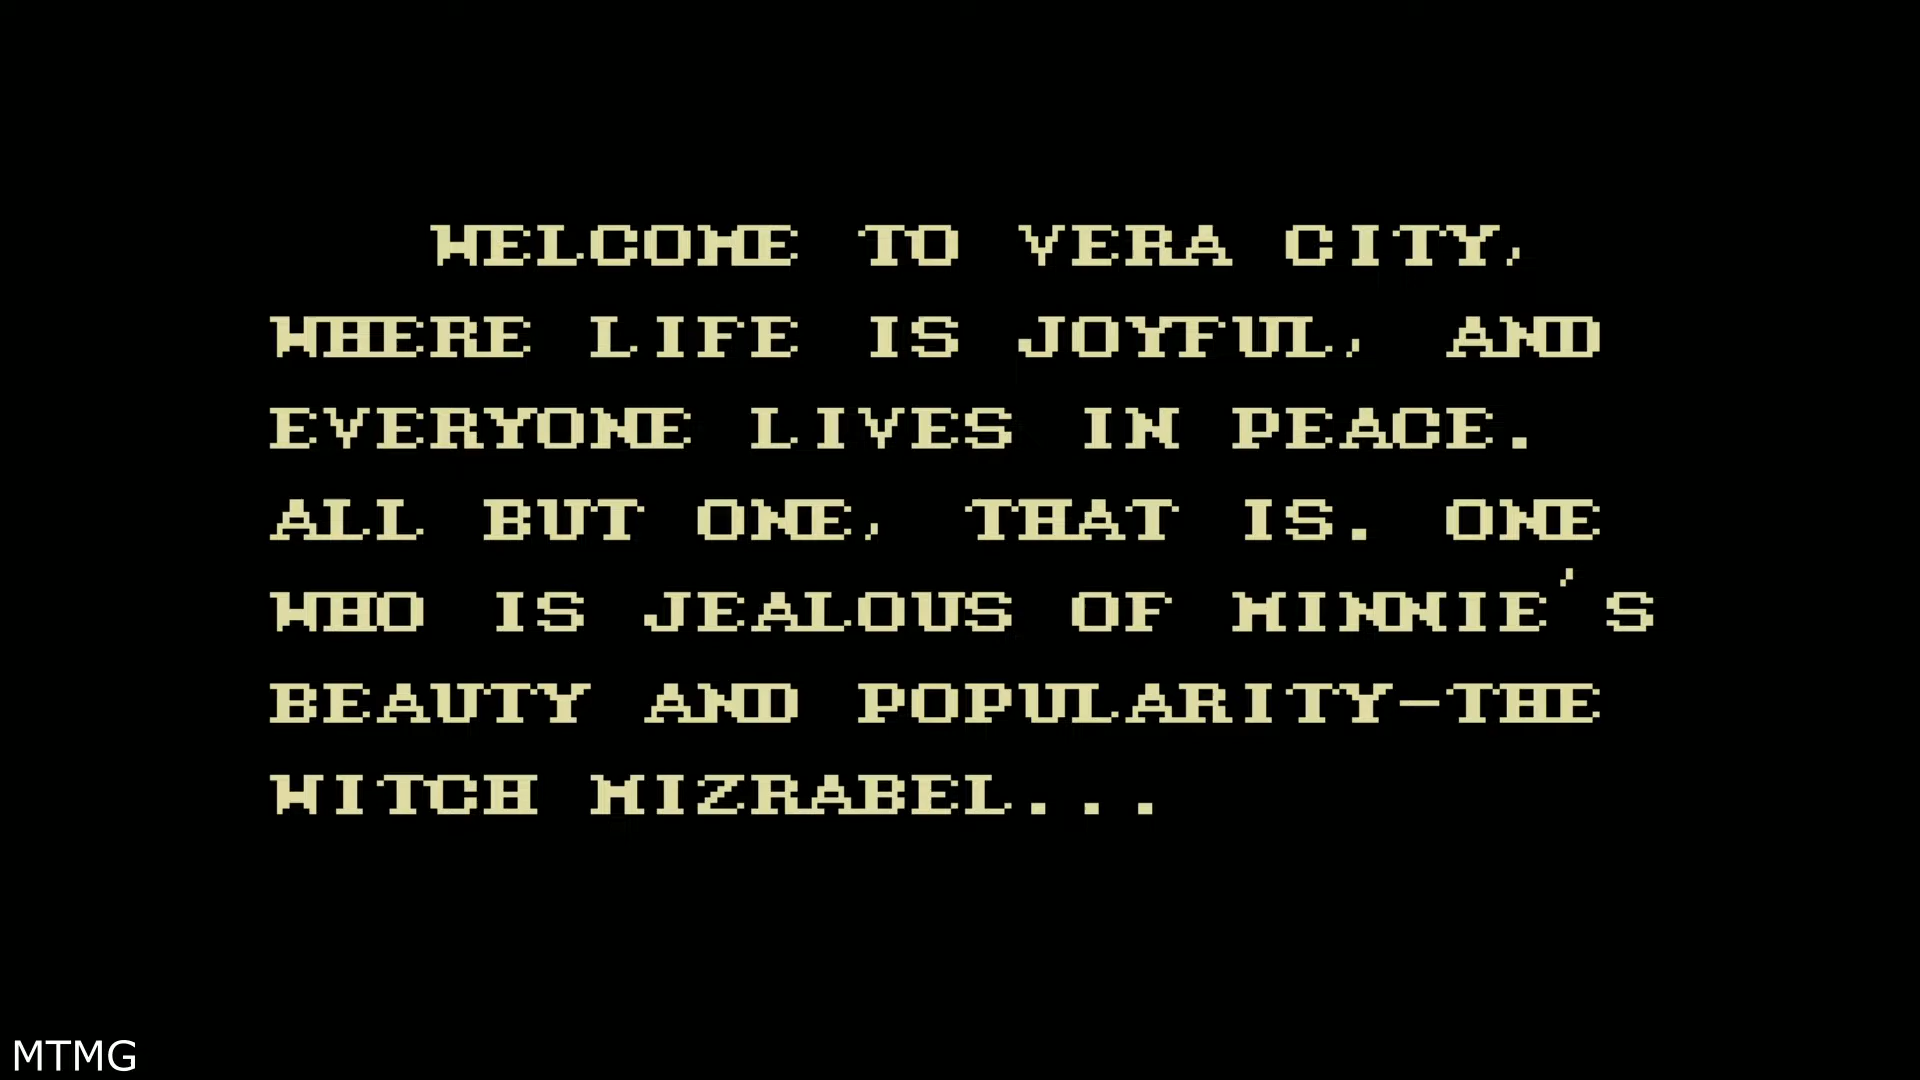 WELCOME TO VERA CITY,
WHERE LIFE IS JOYFUL, AND
EVERYONE LIVES IN PEACE.
ALL BUT ONE, THAT IS. ONE
WHO IS JEALOUS OF MINNIE'S
BEAUTY AND POPULARITY-THE
WITCH MIZRABEL...
MTMG